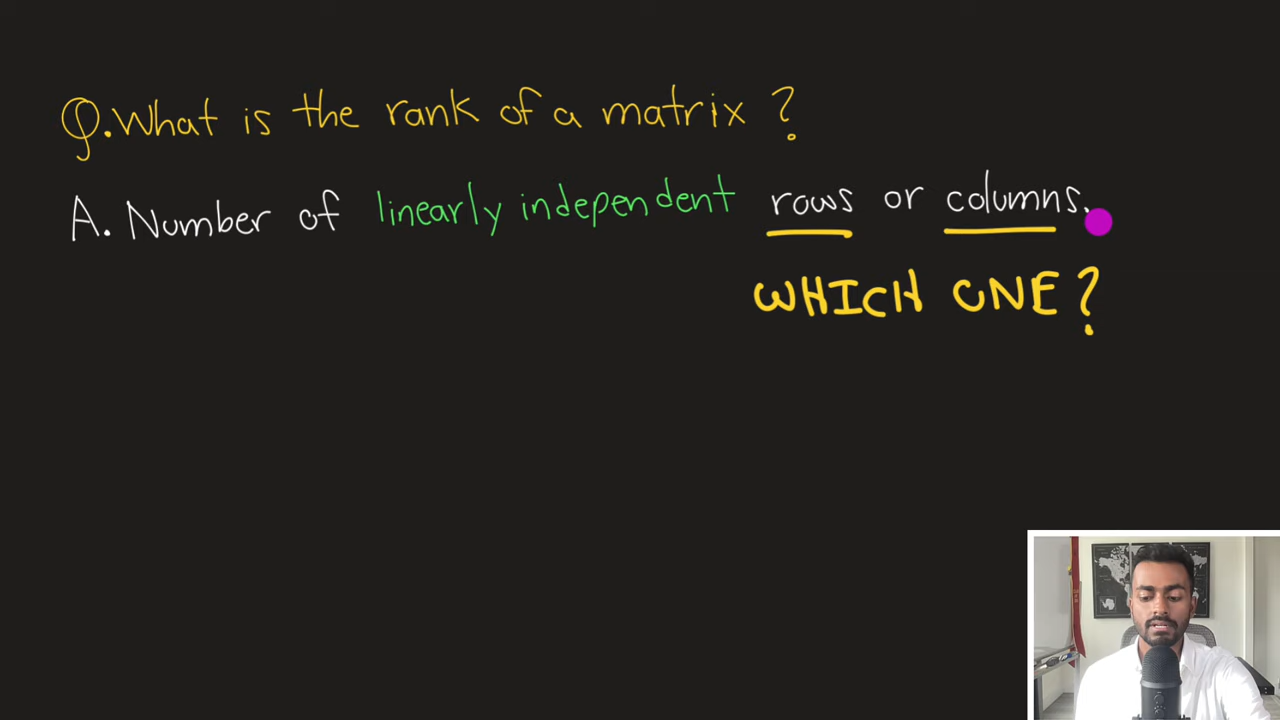 Q. What is the rank of a matrix ?
A. Number of linearly independent rows or columns.
WHICH ONE ?